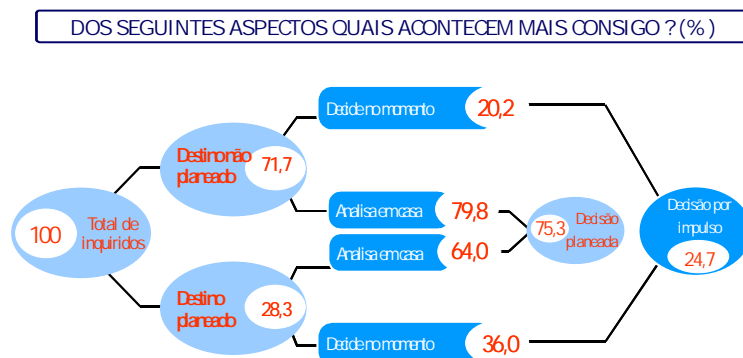 DOS SEGUINTES ASPECTOS QUAIS ACONTECEM MAIS CONSIGO ? (%)
Decide no momento
20,2
Destino não
planeado
71,7
Analisa em casa
79,8
100
Total de
inquiridos
75,3
Decisão
planeada
Decisão por
impulso
24,7
Analisa em casa
64,0
Destino
planeado
28,3
Decide no momento
36,0